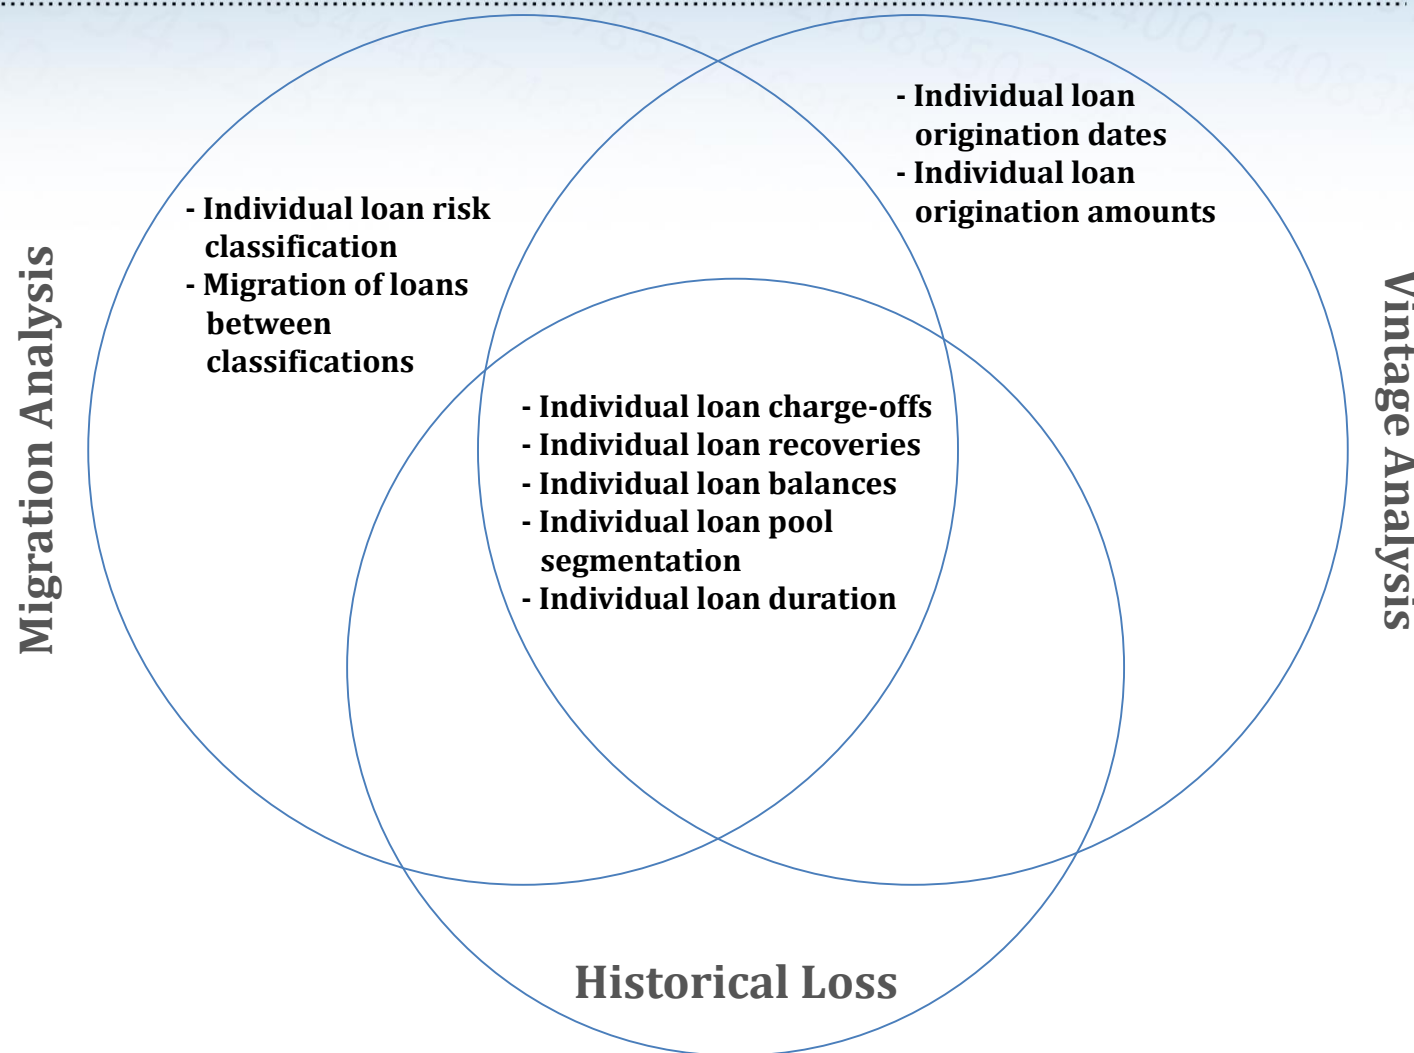 - Individual loan
origination dates
- Individual loan
origination amounts
- Individual loan risk
classification
- Migration of loans
between
classifications
Migration Analysis
Vintage Analysis
- Individual loan charge-offs
- Individual loan recoveries
- Individual loan balances
- Individual loan pool
segmentation
- Individual loan duration
Historical Loss